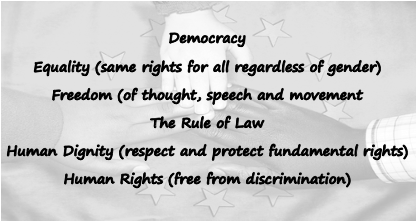 Democracy
Equality (same rights for all regardless of gender)
Freedom (of thought, speech and movement
The Rule of Law
Human Dignity (respect and protect fundamental rights)
Human Rights (free from discrimination)